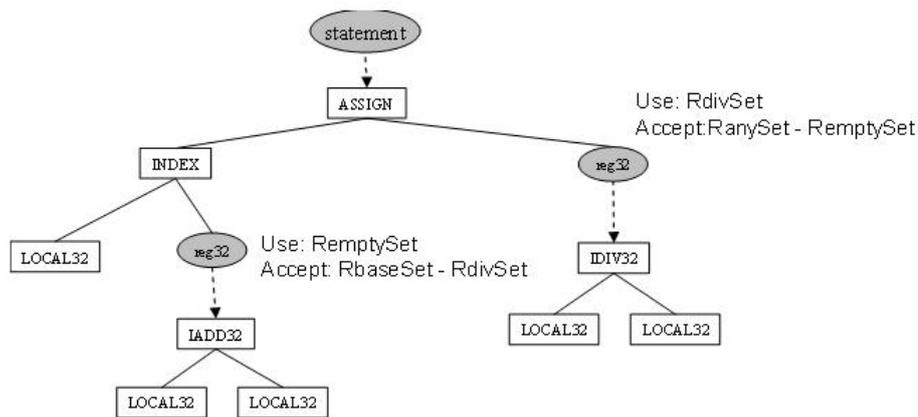 statement
ASSIGN
Use: RdivSet
Accept:RanySet - RemptySet
INDEX
reg32
LOCAL32
reg32
Use: RemptySet
Accept: RbaseSet - RdivSet
IDIV32
IADD32
LOCAL32
LOCAL32
LOCAL32
LOCAL32